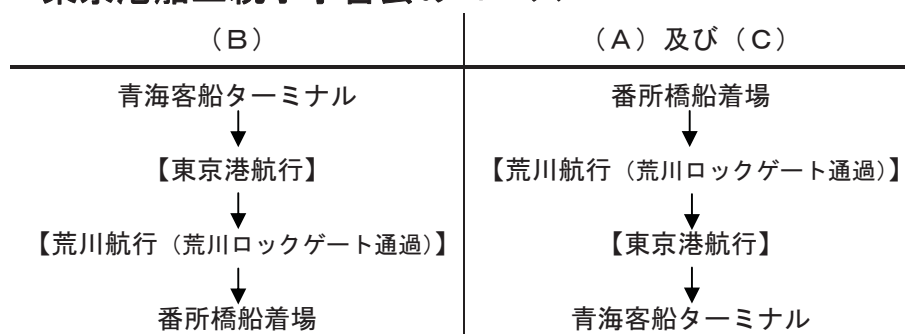 （B）
（A）及び（C）
青海客船ターミナル
【東京港航行】
【荒川航行（荒川ロックゲート通過）】
番所橋船着場
番所橋船着場
【荒川航行（荒川ロックゲート通過）】
【東京港航行】
青海客船ターミナル